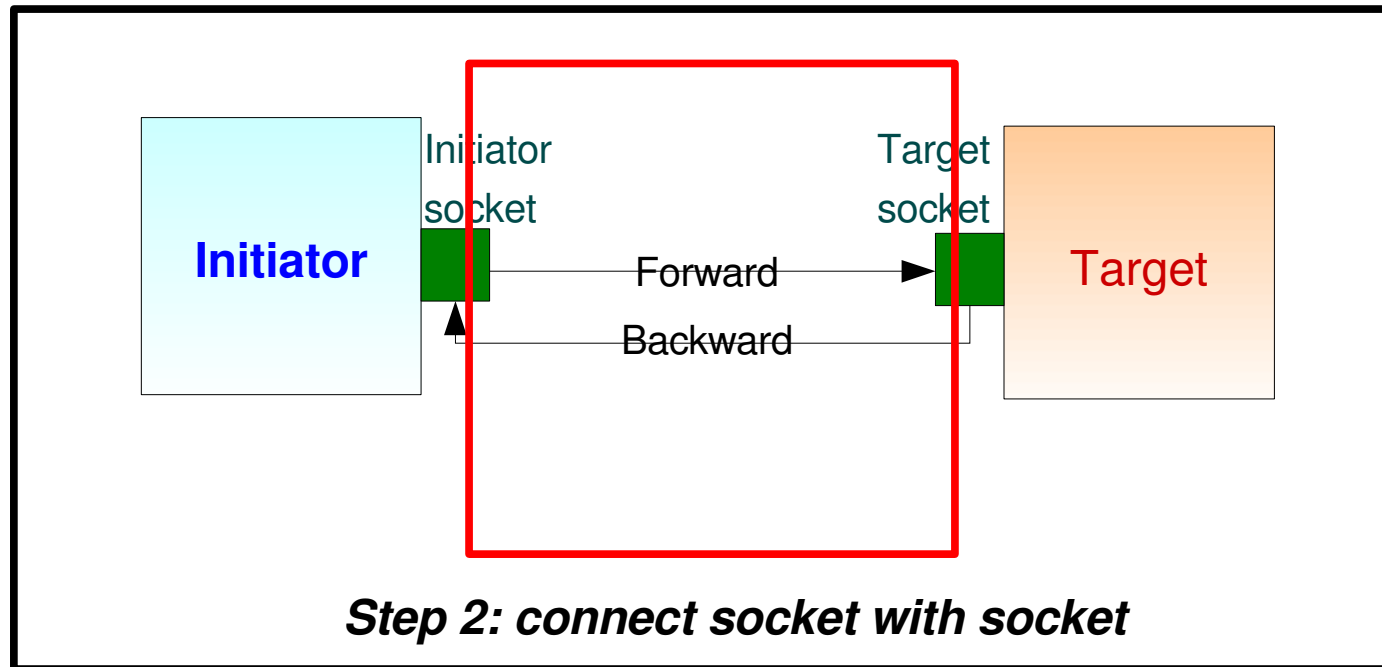 Initiator
socket
Target
socket
Initiator
Forward
Target
Backward
Step 2: connect socket with socket